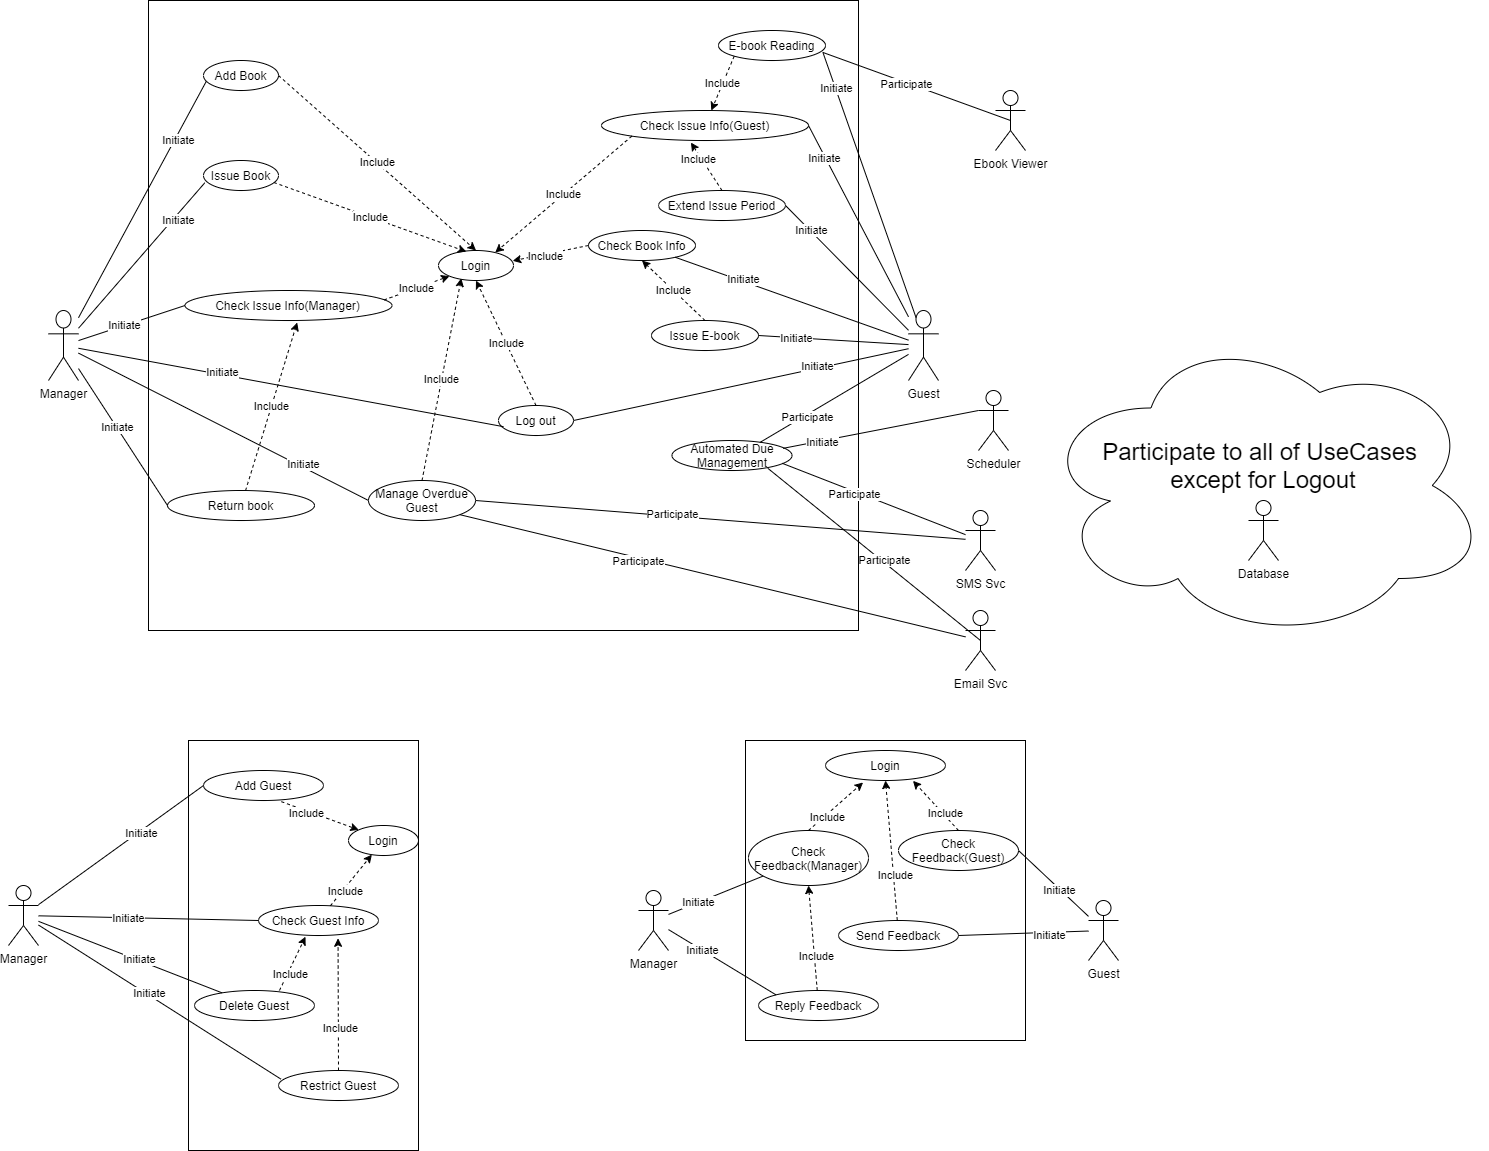 E-book Reading
Add Book
Include
Initiate
Participate
Check Issue Info(Guest)
Initiate
Include
Initiate
Include
Ebook Viewer
Issue Book
Include
Extend Issue Period
Include
Initiate
Initiate
Check Book Info
Include
Login
Include
Initiate
Include
Include
Check Issue Info(Manager)
Initiate
Issue E-book
Initiate
Include
Initiate
Initiate
Include
Manager
Guest
Include
Initiate
Log out
Participate
Initiate
Automated Due
Management
Scheduler
Initiate
Participate to all of UseCases
except for Logout
Manage Overdue
Guest
Participate
Return book
Participate
Participate
Participate
SMS Svc
Database
Email Svc
Add Guest
Include
Initiate
Login
Include
Initiate
Check Guest Info
Manager
Initiate
Include
Initiate
Delete Guest
Include
Restrict Guest
Login
Include
Include
Check
Feedback(Manager)
Check
Feedback(Guest)
Include
Initiate
Initiate
Send Feedback
Initiate
Initiate
Include
Manager
Guest
Reply Feedback